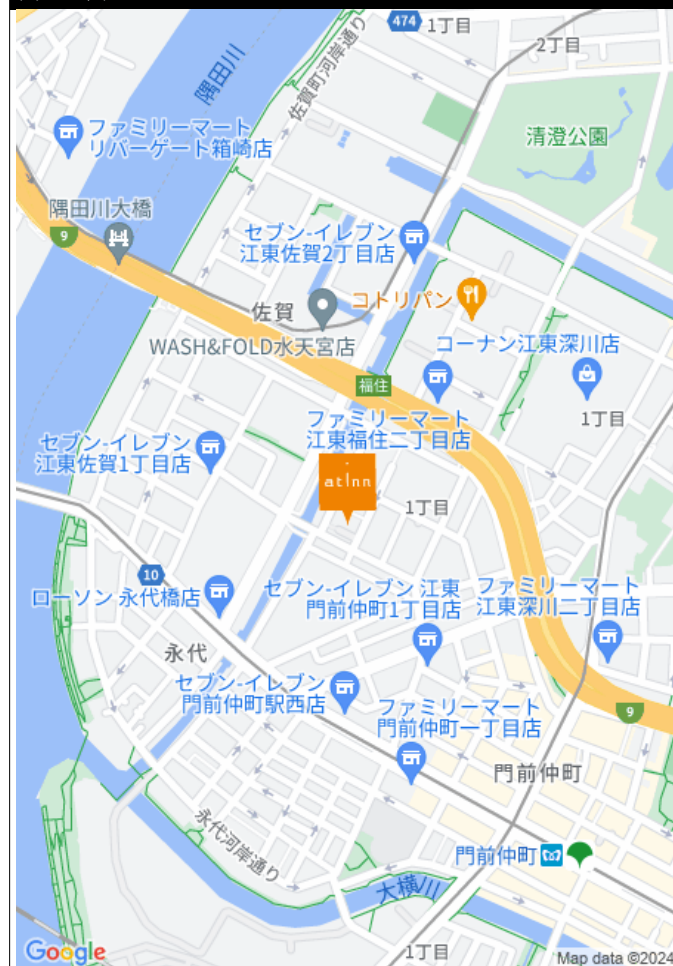 474
1丁目
2丁目
隅田川
佐賀町河岸通り
ファミリーマート
リバーゲート箱崎店
清澄公園
隅田川大橋
9
セブン-イレブン
江東佐賀2丁目店
佐賀
コトリパン
WASH&FOLD水天宮店
コーナン江東深川店
福住
ファミリーマート
江東福住二丁目店
1丁目
セブン-イレブン
江東佐賀1丁目店
atInn
1丁目
10
ローソン 永代橋店
セブン-イレブン 江東
門前仲町1丁目店
ファミリーマート
江東深川二丁目店
永代
セブン-イレブン
門前仲町駅西店
ファミリーマート
門前仲町一丁目店
9
門前仲町
永代河岸通り
門前仲町
大横川
Google
1丁目
Map data ©2024